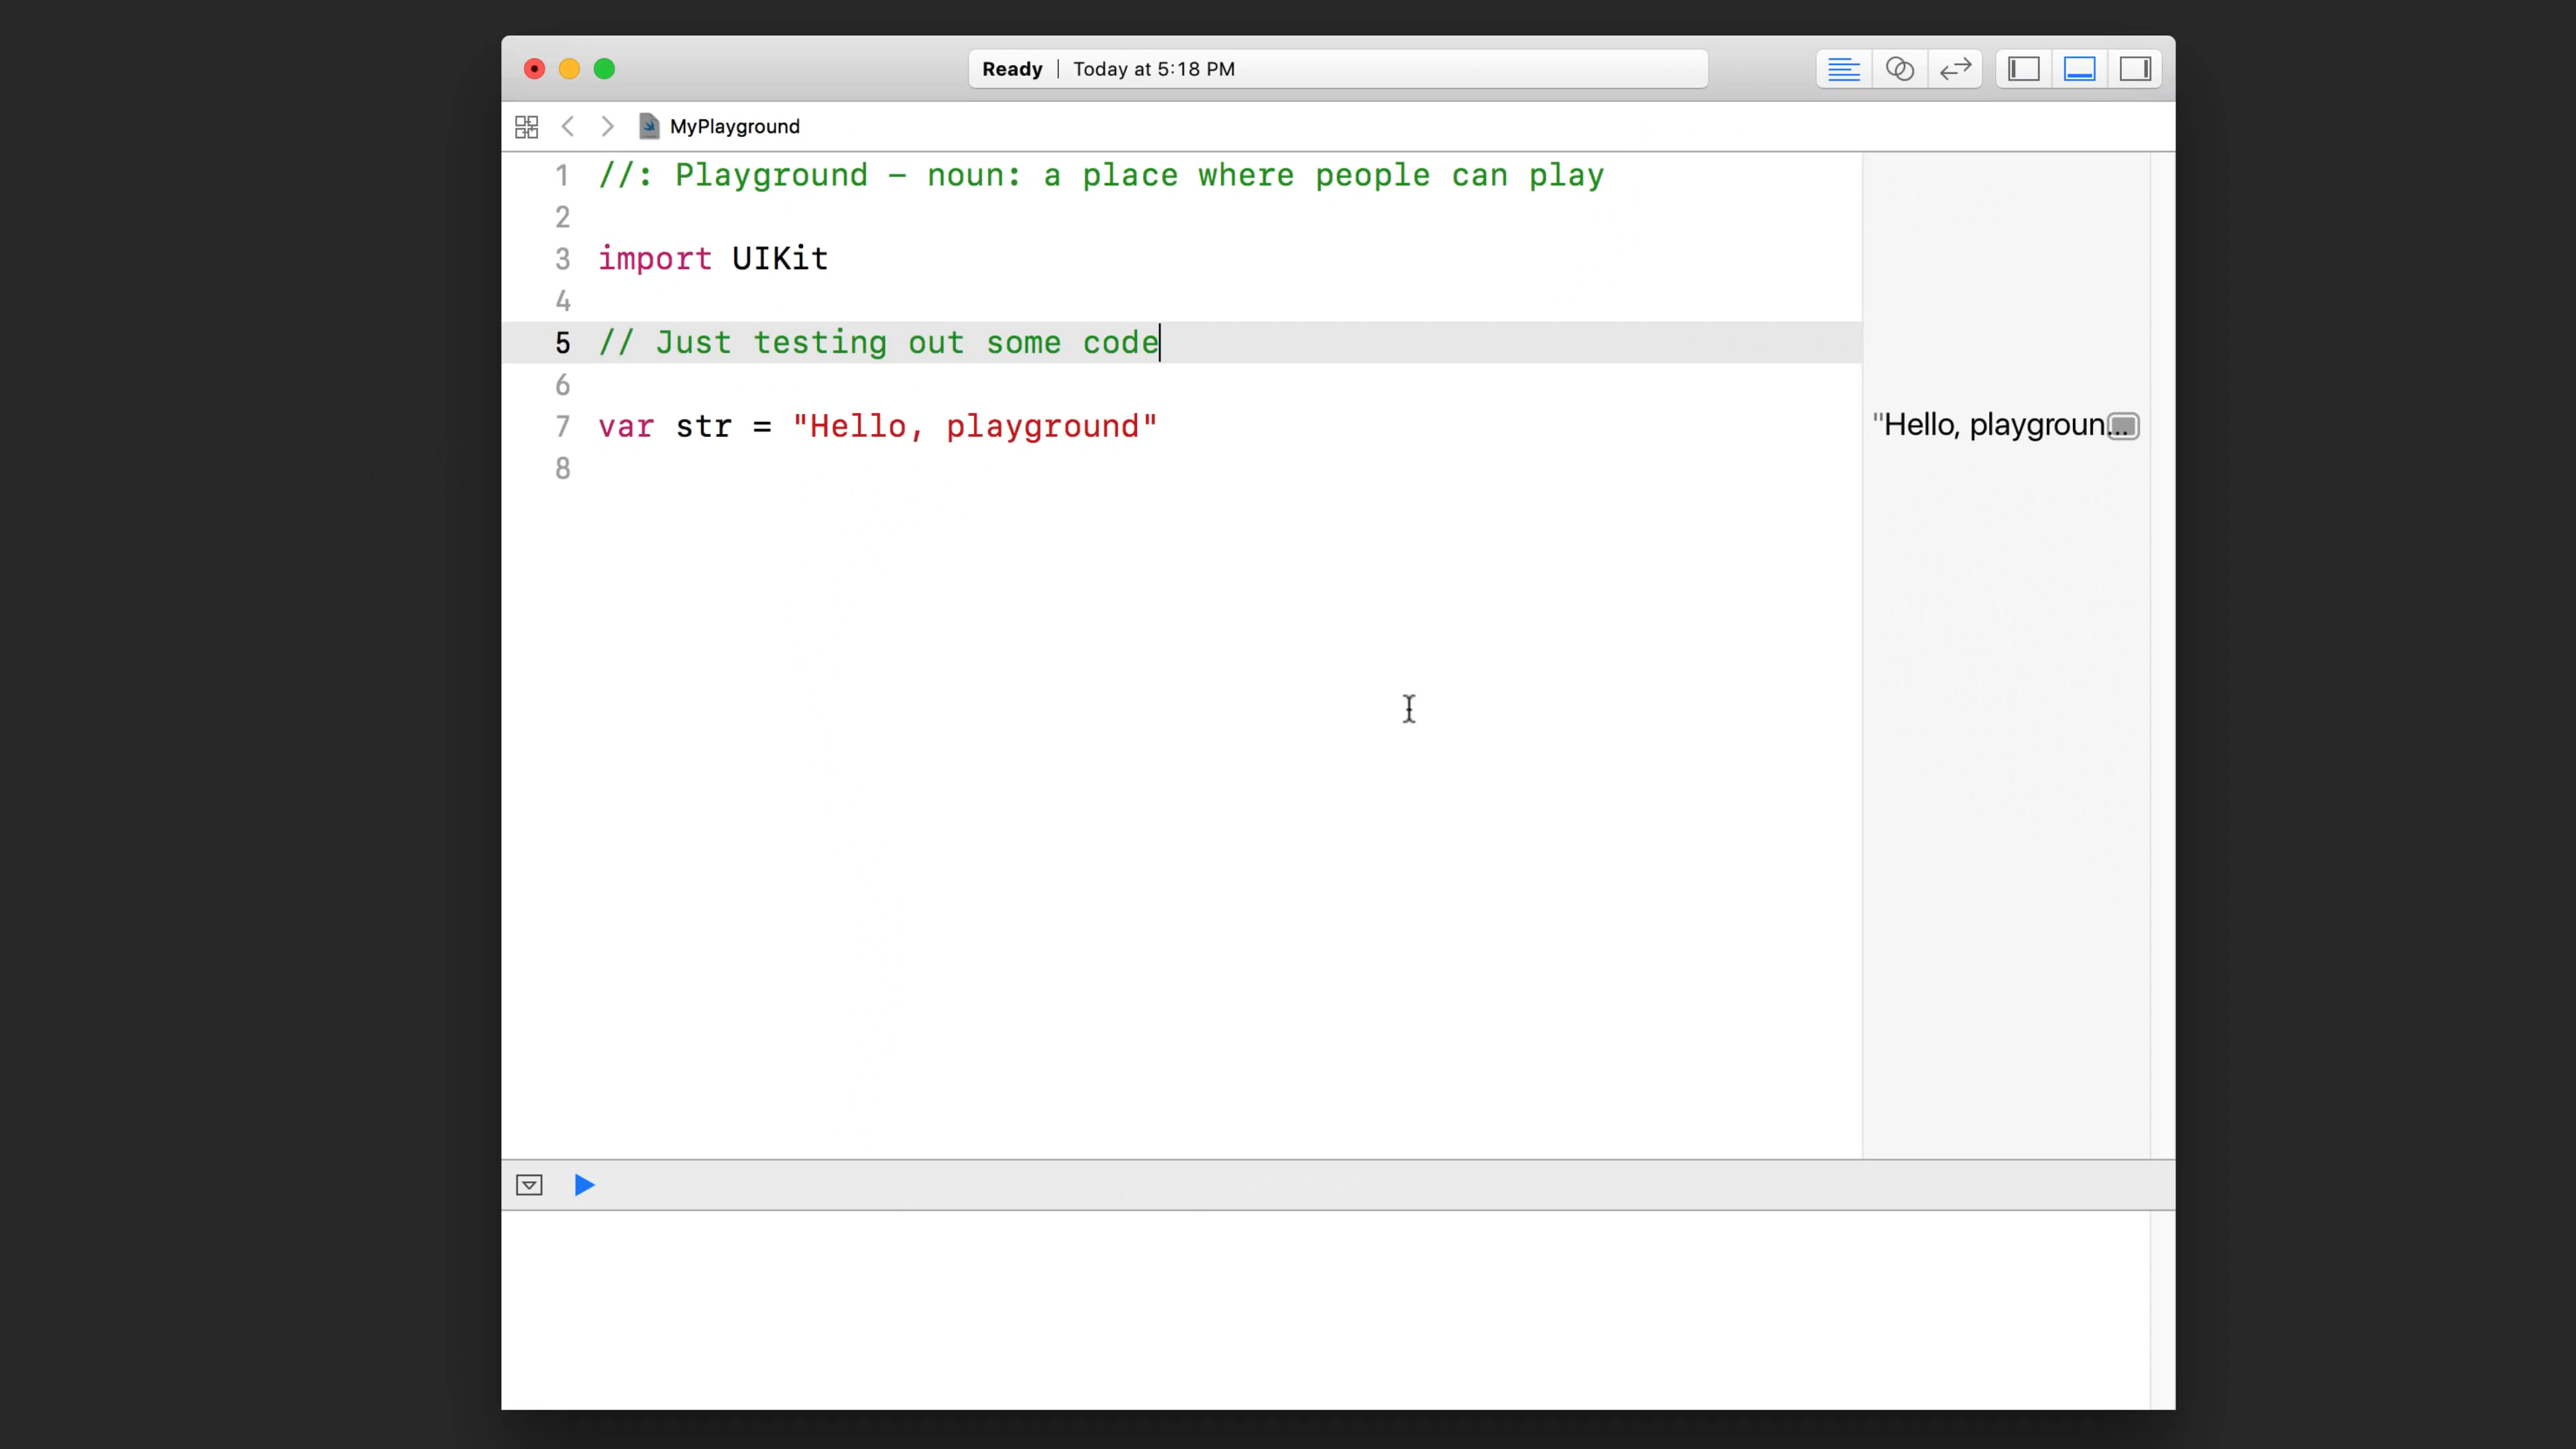 Ready | Today at 5:18 PM
MyPlayground
1 //: Playground – noun: a place where people can play
2
3 import UIKit
4
5 // Just testing out some code
6
7 var str = "Hello, playground"
"Hello, playgroun...
8